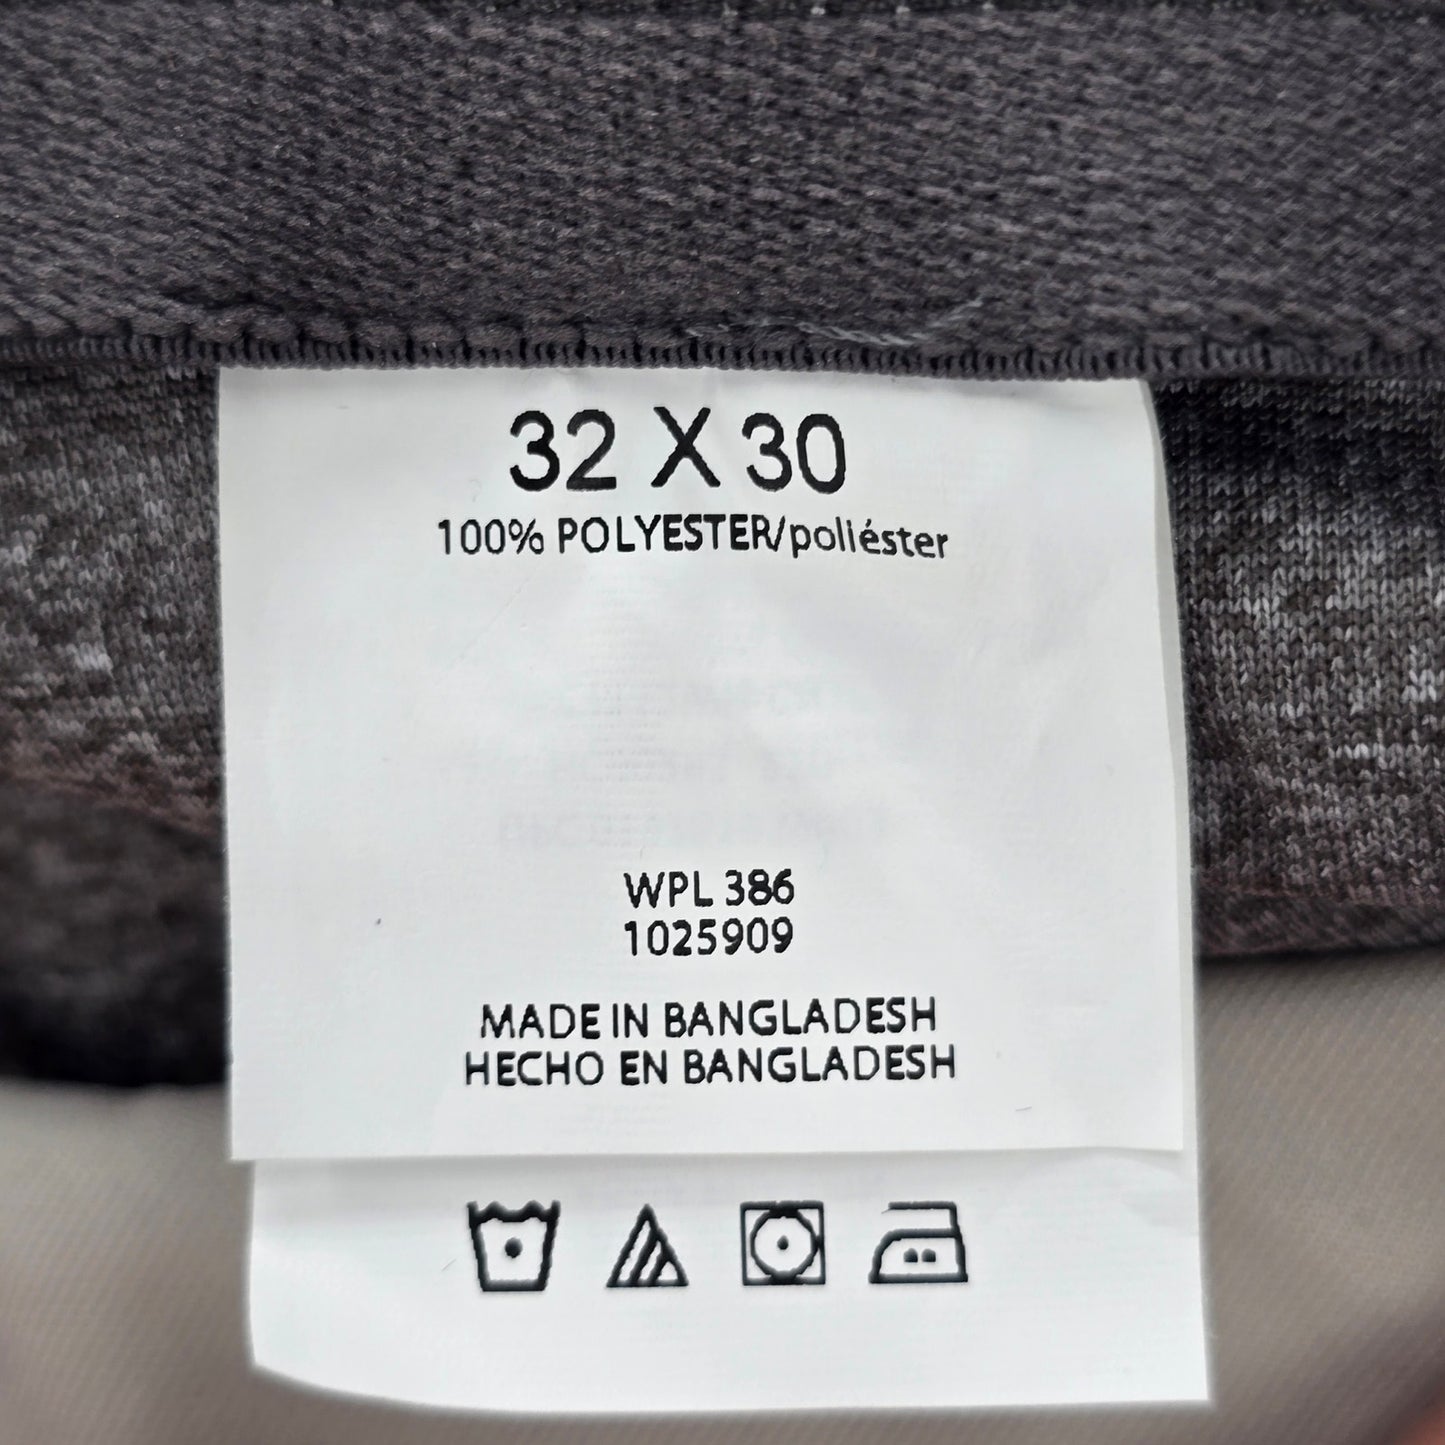 32 X 30
100% POLYESTER/poliéster
WPL 386
1025909
MADE IN BANGLADESH
HECHO EN BANGLADESH